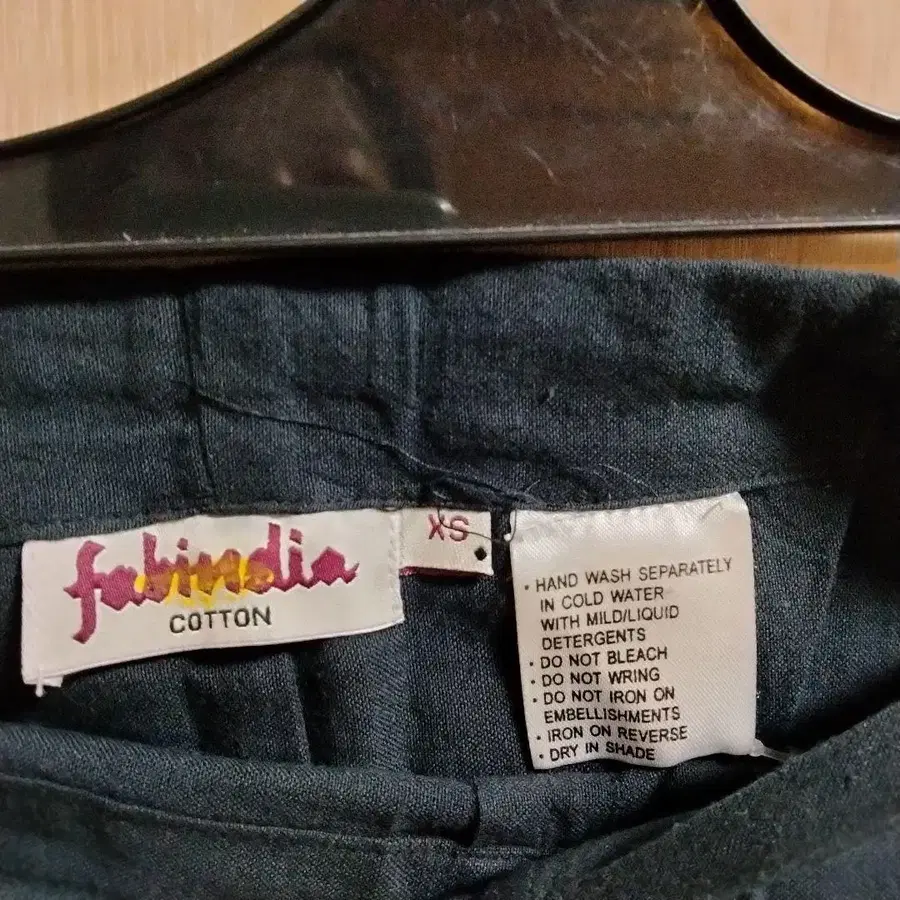 fabindia
COTTON
XS
• HAND WASH SEPARATELY
IN COLD WATER
WITH MILD/LIQUID
DETERGENTS
• DO NOT BLEACH
• DO NOT WRING
• DO NOT IRON ON
EMBELLISHMENTS
• IRON ON REVERSE
• DRY IN SHADE